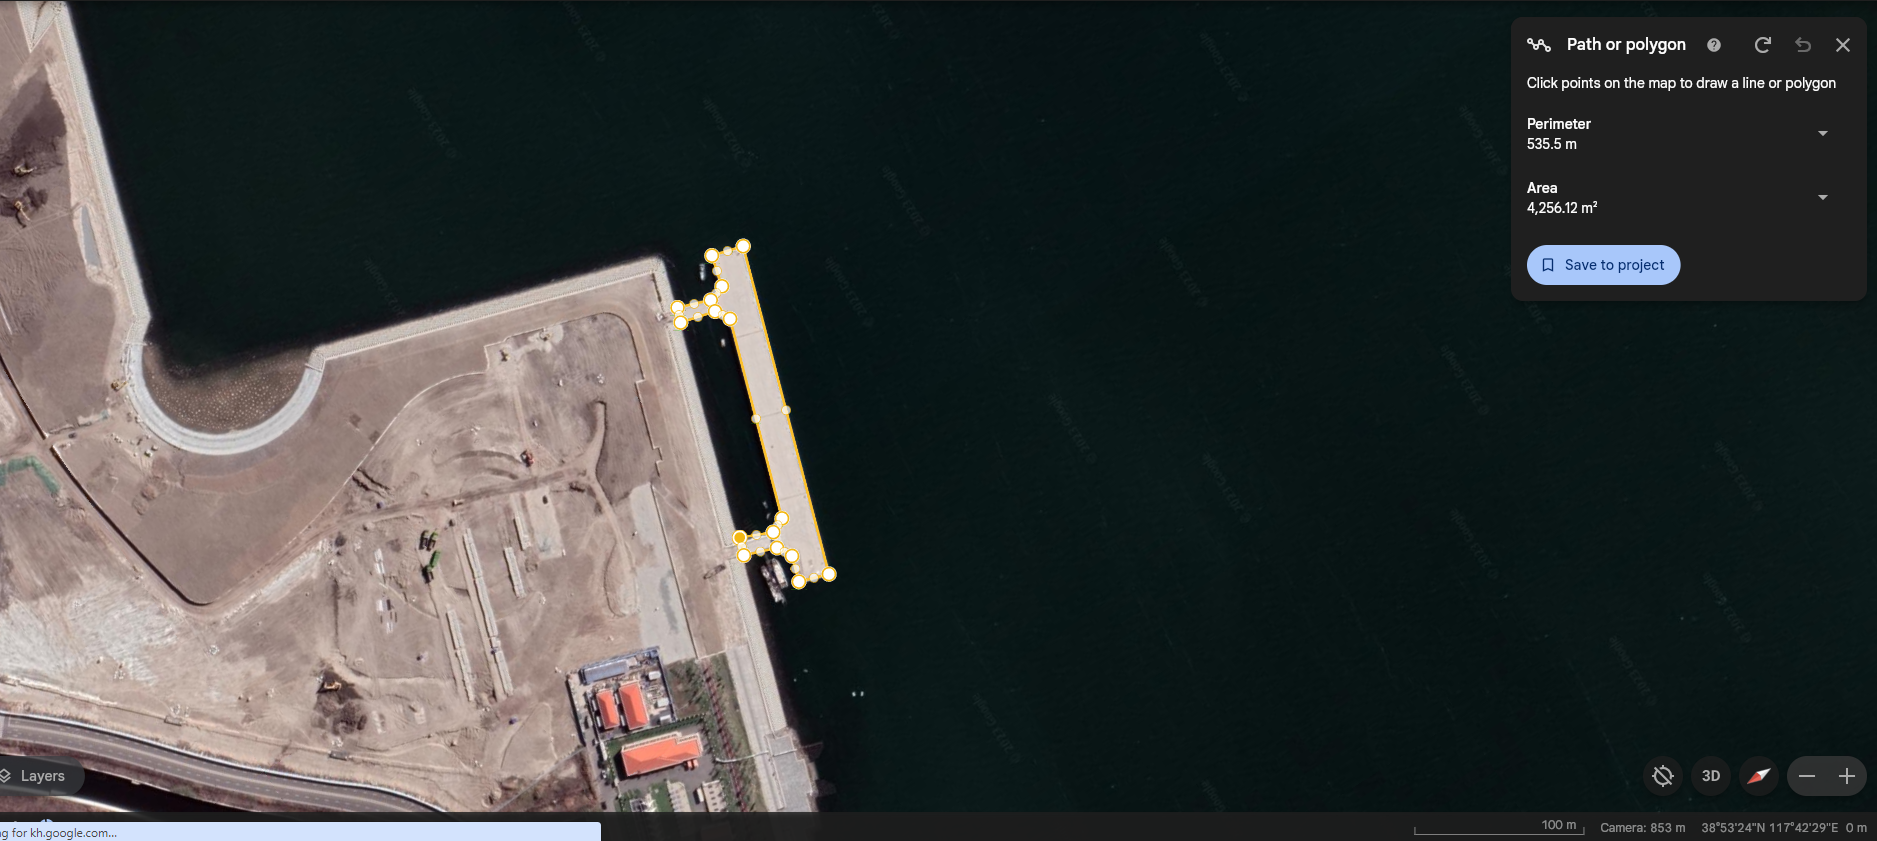 Path or polygon
Click points on the map to draw a line or polygon
Perimeter
535.5 m
Area
4,256.12 m²
Save to project
Layers
3D
ng for kh.google.com...
100 m
Camera: 853 m
38°53'24"N 117°42'29"E
0 m